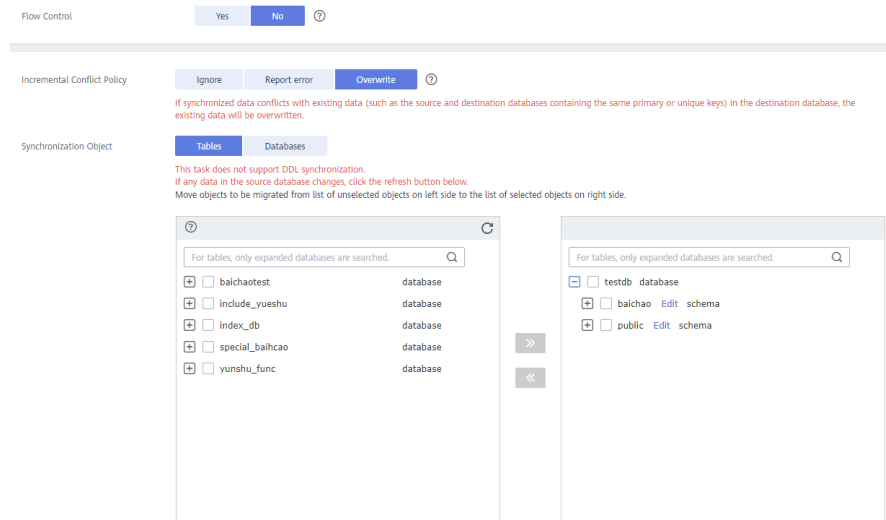 Flow Control Yes No
Incremental Conflict Policy Ignore Report error Overwrite
If synchronized data conflicts with existing data (such as the source and destination databases containing the same primary or unique keys) in the destination database, the
existing data will be overwritten.
Synchronization Object Tables Databases
This task does not support DDL synchronization.
If any data in the source database changes, click the refresh button below.
Move objects to be migrated from list of unselected objects on left side to the list of selected objects on right side.
For tables, only expanded databases are searched.
baichaotest database
include_yueshu database
index_db database
special_baihcao database
yunshu_func database
For tables, only expanded databases are searched.
testdb database
baichao Edit schema
public Edit schema